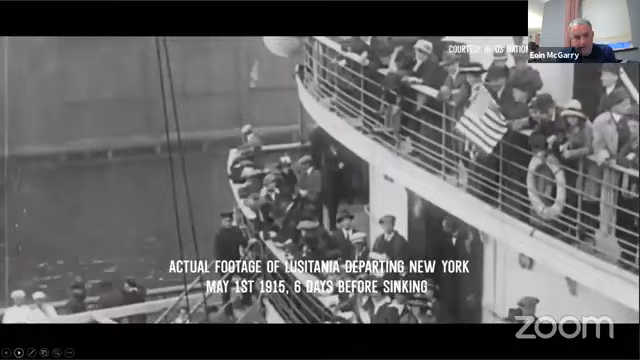 COURTESY OF US NATION
Eoin McGarry
ACTUAL FOOTAGE OF LUSITANIA DEPARTING NEW YORK
MAY 1ST 1915, 6 DAYS BEFORE SINKING
zoom